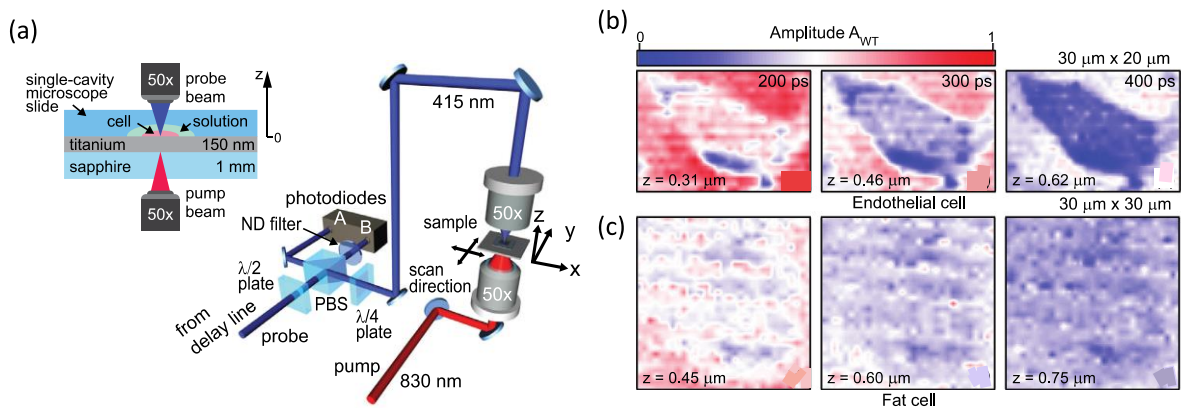 (a)
50x
probe
beam
single-cavity
microscope
slide
cell
solution
z
0
titanium
150 nm
sapphire
1 mm
pump
beam
50x
415 nm
photodiodes
A
B
ND filter
λ/2
plate
PBS
λ/4
plate
from
delay line
probe
pump
830 nm
50x
sample
scan
direction
50x
z
y
x
(b)
0
Amplitude A_WT
1
30 μm x 20 μm
200 ps
300 ps
400 ps
z = 0.31 μm
z = 0.46 μm
z = 0.62 μm
Endothelial cell
30 μm x 30 μm
(c)
z = 0.45 μm
z = 0.60 μm
z = 0.75 μm
Fat cell